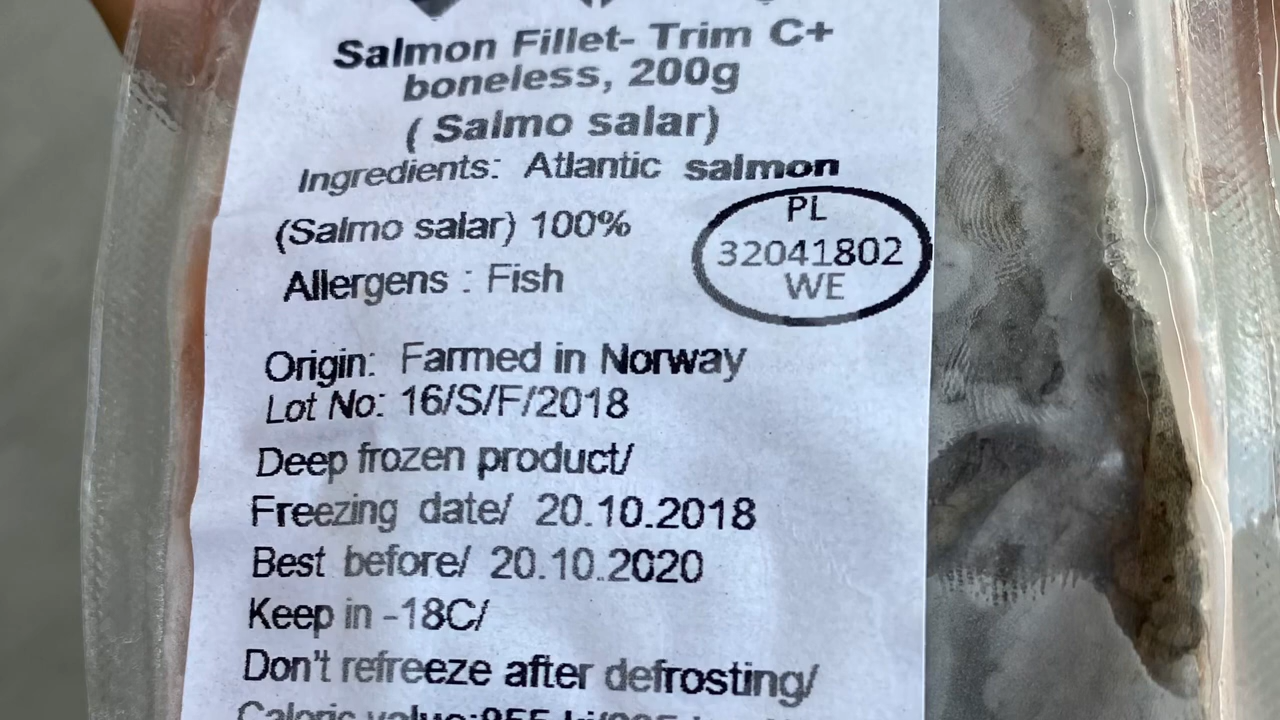 Salmon Fillet- Trim C+
boneless, 200g
( Salmo salar)
Ingredients: Atlantic salmon
(Salmo salar) 100%
PL
32041802
WE
Allergens : Fish
Origin: Farmed in Norway
Lot No: 16/S/F/2018
Deep frozen product/
Freezing date/ 20.10.2018
Best before/ 20.10.2020
Keep in -18C/
Don't refreeze after defrosting/
Caloric value: